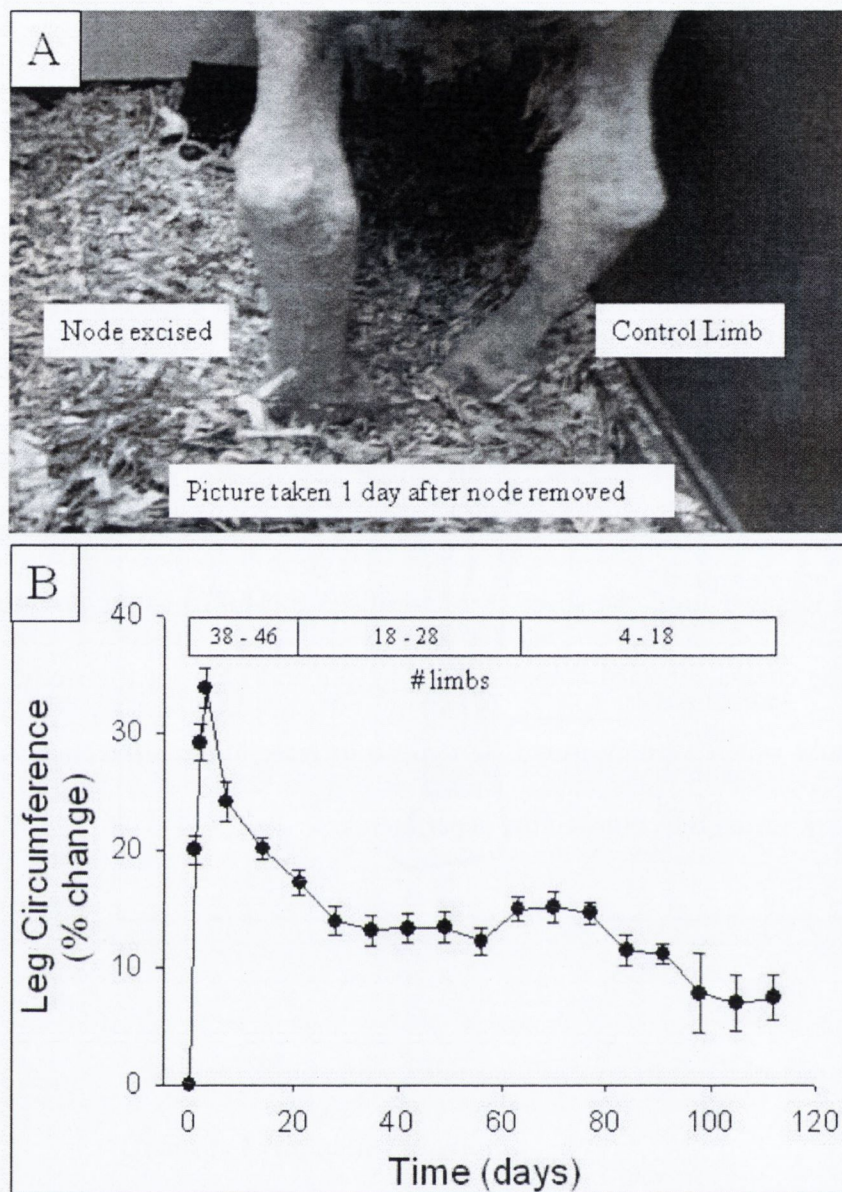 A
Node excised
Control Limb
Picture taken 1 day after node removed
B
40
38 - 46
18 - 28
4 - 18
# limbs
30
20
10
0
Leg Circumference
(% change)
0
20
40
60
80
100
120
Time (days)